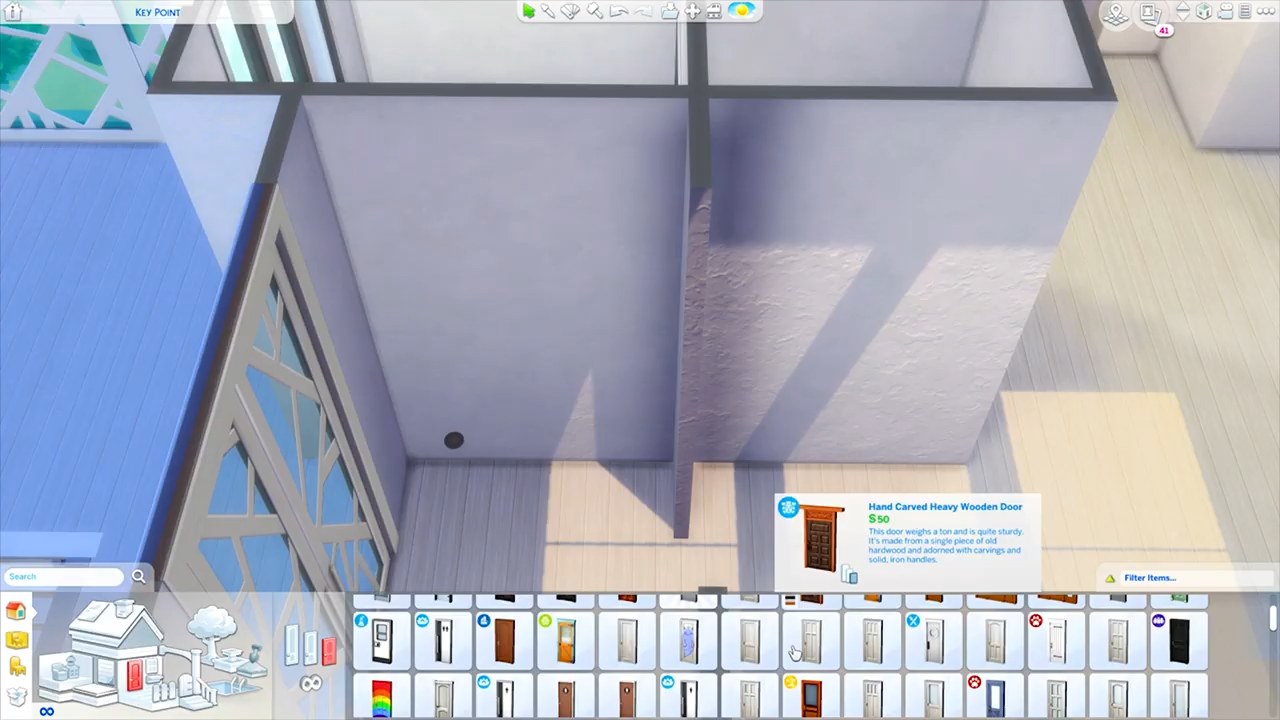 KEY POINT
41
Hand Carved Heavy Wooden Door
$50
This door weighs a ton and is quite sturdy.
It's made from a single piece of old
hardwood and adorned with carvings and
solid, iron handles.
Search
Filter Items...